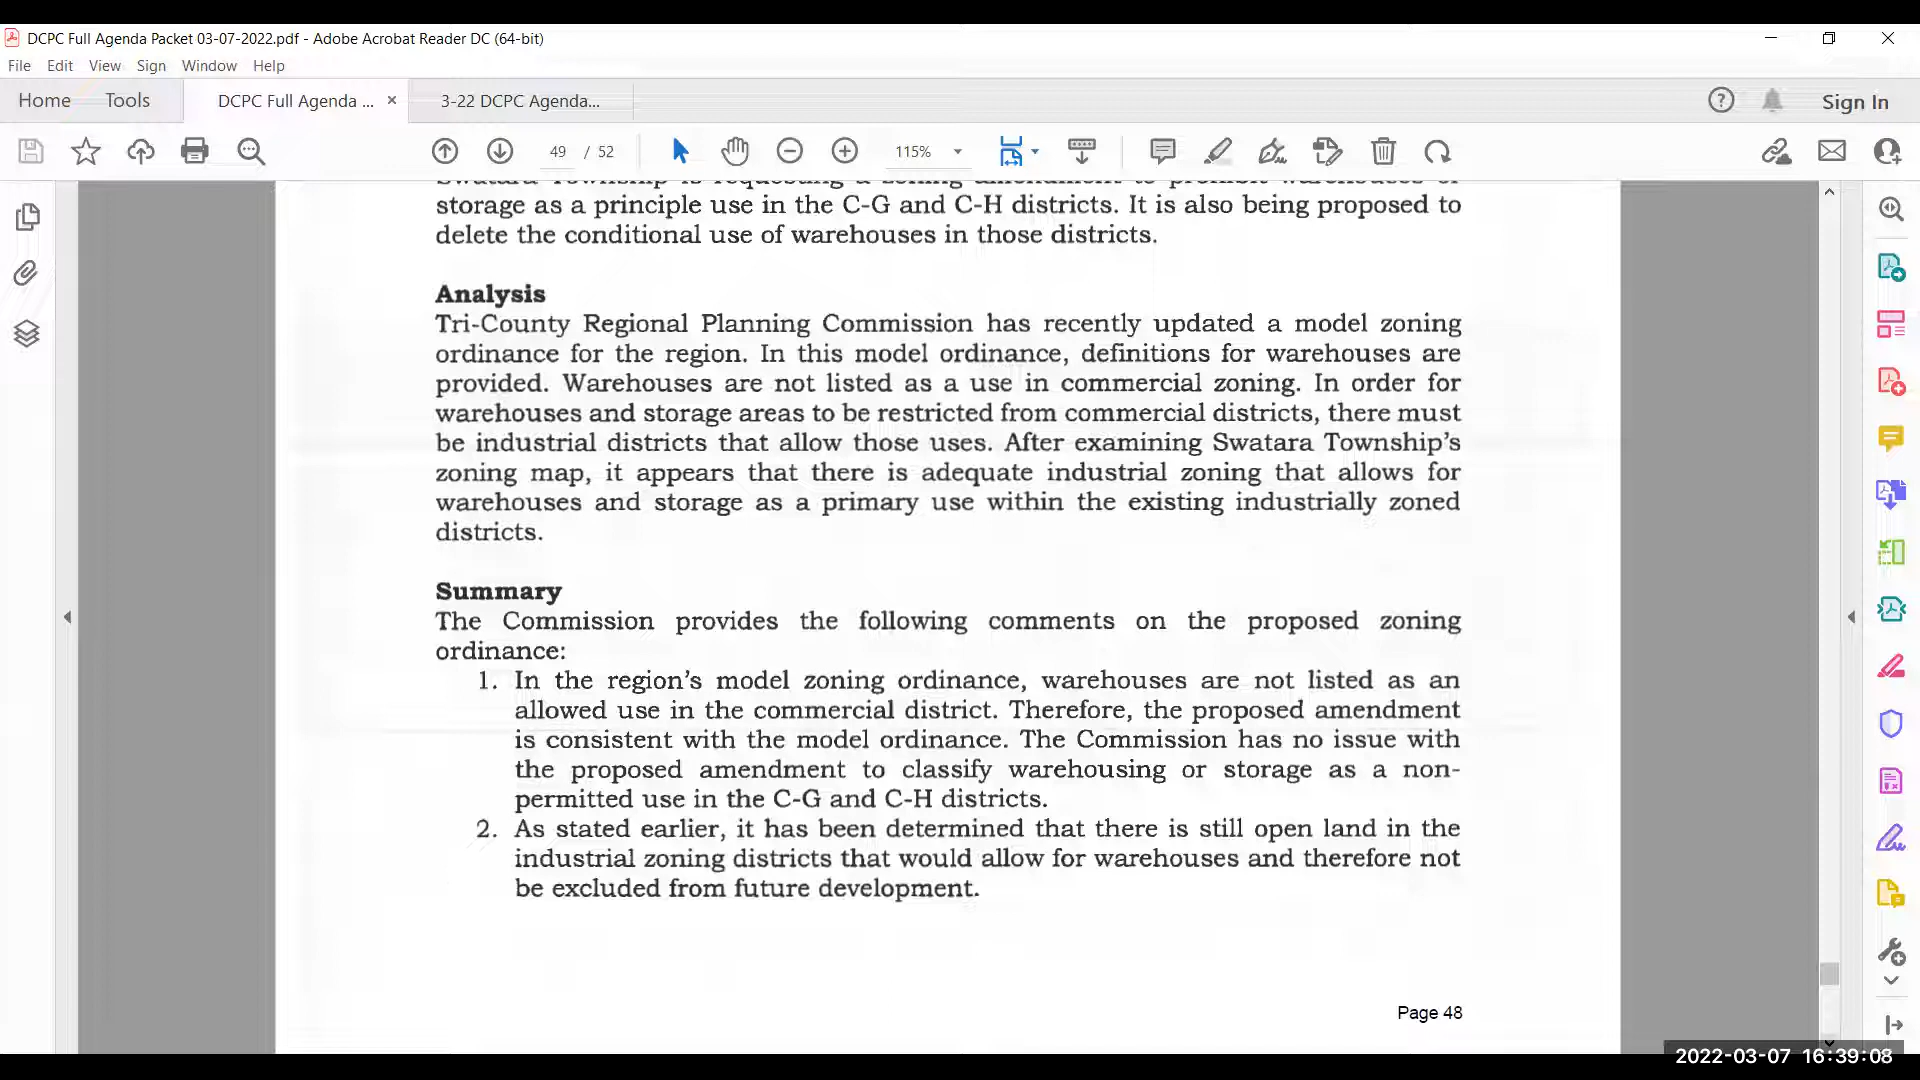 DCPC Full Agenda Packet 03-07-2022.pdf - Adobe Acrobat Reader DC (64-bit)
File Edit View Sign Window Help
Home Tools DCPC Full Agenda ... × 3-22 DCPC Agenda...
Sign In
49 / 52 115%
Swatara Township is requesting a zoning amendment to prohibit warehouses or
storage as a principle use in the C-G and C-H districts. It is also being proposed to
delete the conditional use of warehouses in those districts.
Analysis
Tri-County Regional Planning Commission has recently updated a model zoning
ordinance for the region. In this model ordinance, definitions for warehouses are
provided. Warehouses are not listed as a use in commercial zoning. In order for
warehouses and storage areas to be restricted from commercial districts, there must
be industrial districts that allow those uses. After examining Swatara Township's
zoning map, it appears that there is adequate industrial zoning that allows for
warehouses and storage as a primary use within the existing industrially zoned
districts.
Summary
The Commission provides the following comments on the proposed zoning
ordinance:
1. In the region's model zoning ordinance, warehouses are not listed as an
allowed use in the commercial district. Therefore, the proposed amendment
is consistent with the model ordinance. The Commission has no issue with
the proposed amendment to classify warehousing or storage as a non-
permitted use in the C-G and C-H districts.
2. As stated earlier, it has been determined that there is still open land in the
industrial zoning districts that would allow for warehouses and therefore not
be excluded from future development.
Page 48
2022-03-07 16:39:08